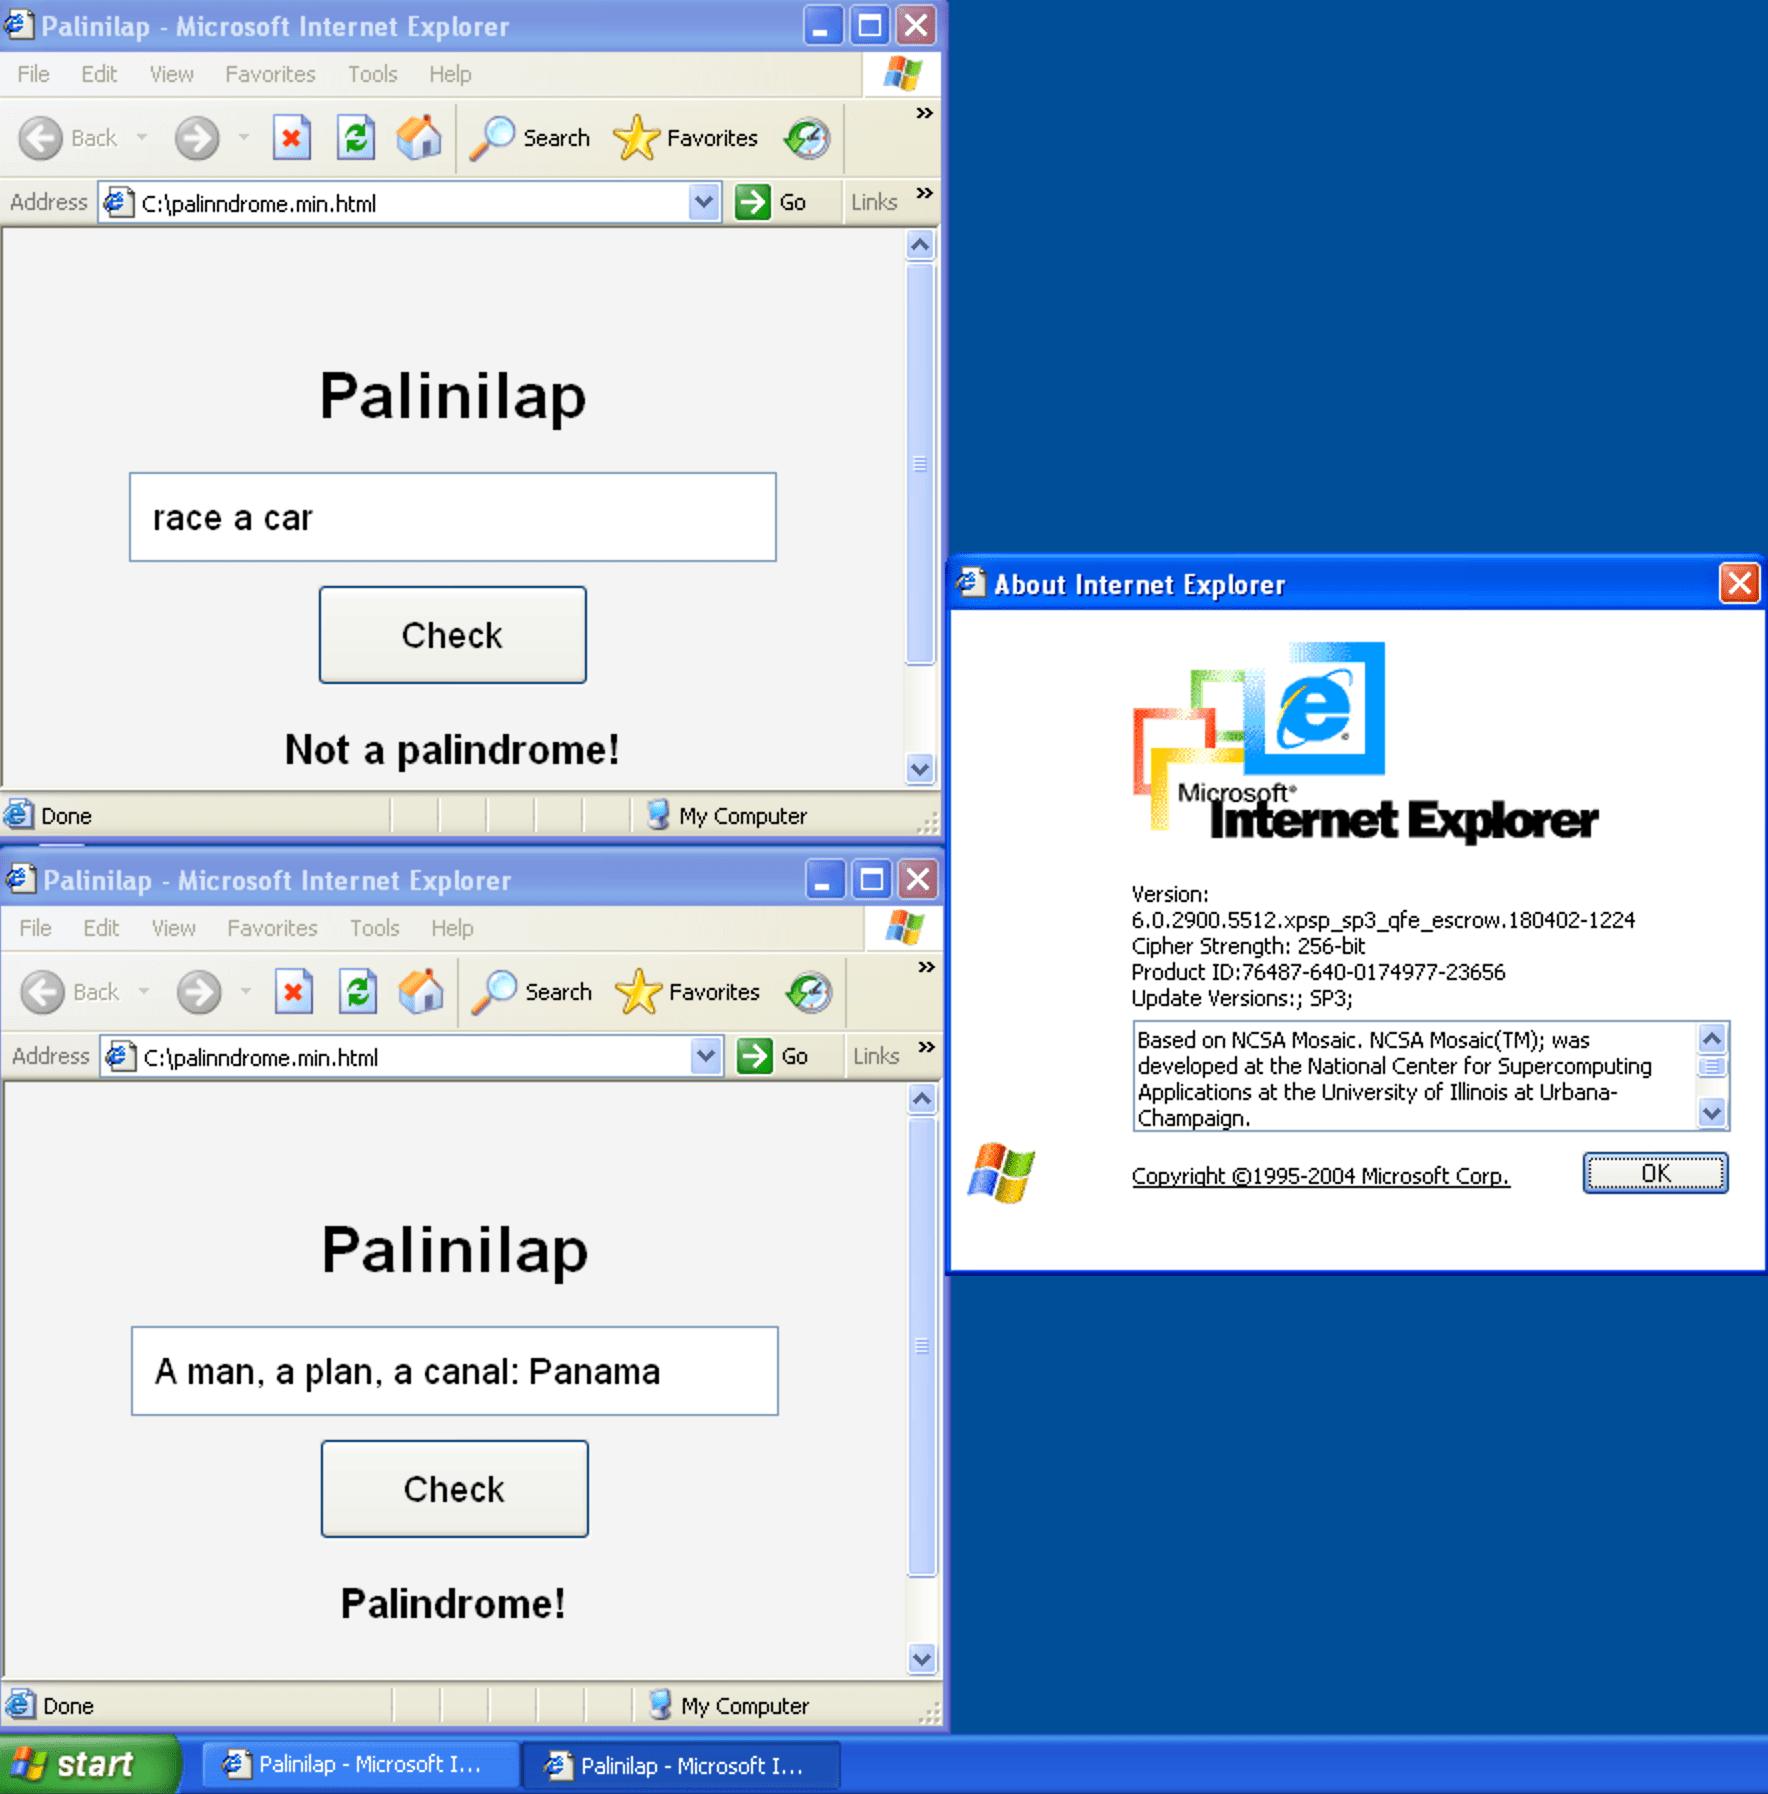 Palinilap - Microsoft Internet Explorer
File Edit View Favorites Tools Help
Back Search Favorites »
Address C:\palinndrome.min.html Go Links »
Palinilap
race a car
Check
Not a palindrome!
Done My Computer
Palinilap - Microsoft Internet Explorer
File Edit View Favorites Tools Help
Back Search Favorites »
Address C:\palinndrome.min.html Go Links »
Palinilap
A man, a plan, a canal: Panama
Check
Palindrome!
Done My Computer
About Internet Explorer
Microsoft®
Internet Explorer
Version:
6.0.2900.5512.xpsp_sp3_qfe_escrow.180402-1224
Cipher Strength: 256-bit
Product ID:76487-640-0174977-23656
Update Versions:; SP3;
Based on NCSA Mosaic. NCSA Mosaic(TM); was
developed at the National Center for Supercomputing
Applications at the University of Illinois at Urbana-
Champaign.
Copyright ©1995-2004 Microsoft Corp.
OK
start Palinilap - Microsoft I... Palinilap - Microsoft I...